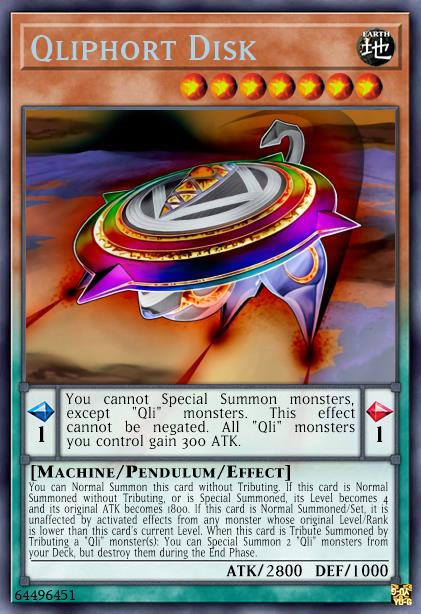 Qliphort Disk
EARTH
地
You cannot Special Summon monsters,
except "Qli" monsters. This effect
cannot be negated. All "Qli" monsters
you control gain 300 ATK.
1
1
[Machine/Pendulum/Effect]
You can Normal Summon this card without Tributing. If this card is Normal
Summoned without Tributing, or is Special Summoned, its Level becomes 4
and its original ATK becomes 1800. If this card is Normal Summoned/Set, it is
unaffected by activated effects from any monster whose original Level/Rank
is lower than this card's current Level. When this card is Tribute Summoned by
Tributing a "Qli" monster(s): You can Special Summon 2 "Qli" monsters from
your Deck, but destroy them during the End Phase.
ATK/2800 DEF/1000
64496451